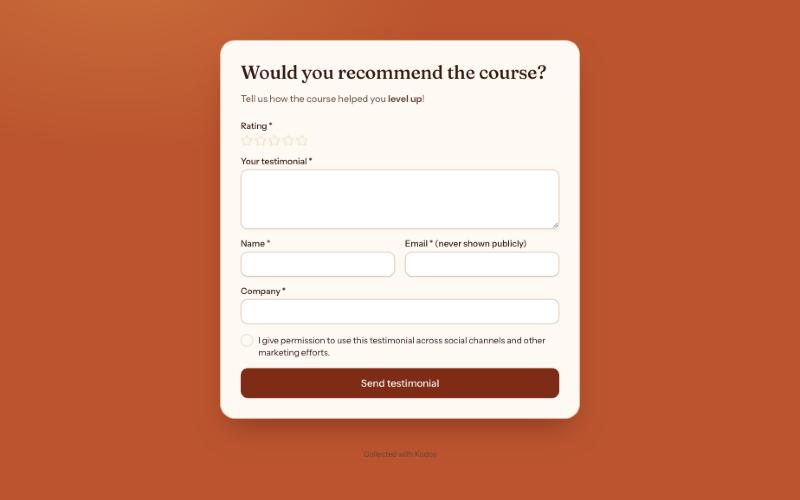 Would you recommend the course?
Tell us how the course helped you level up!
Rating *
Your testimonial *
Name *
Email * (never shown publicly)
Company *
I give permission to use this testimonial across social channels and other
marketing efforts.
Send testimonial
Collected with Kodos